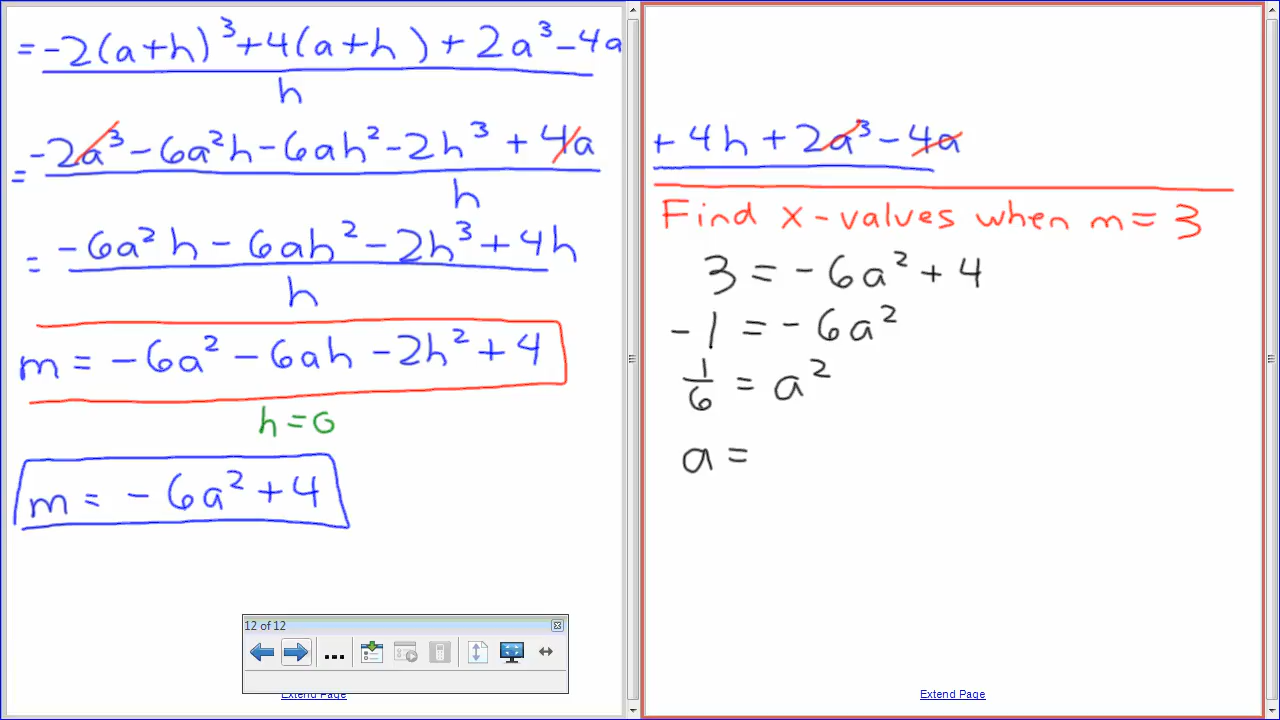 = -2(a+h)³+4(a+h) + 2a³-4a
h
= -2a³-6a²h-6ah²-2h³+4a
h
= -6a²h-6ah²-2h³+4h
h
m = -6a²-6ah-2h²+4
h=0
m = -6a²+4
12 of 12
...
Extend Page
+4h+2a³-4a
Find x-values when m=3
3 = -6a²+4
-1 = -6a²
1/6 = a²
a =
Extend Page